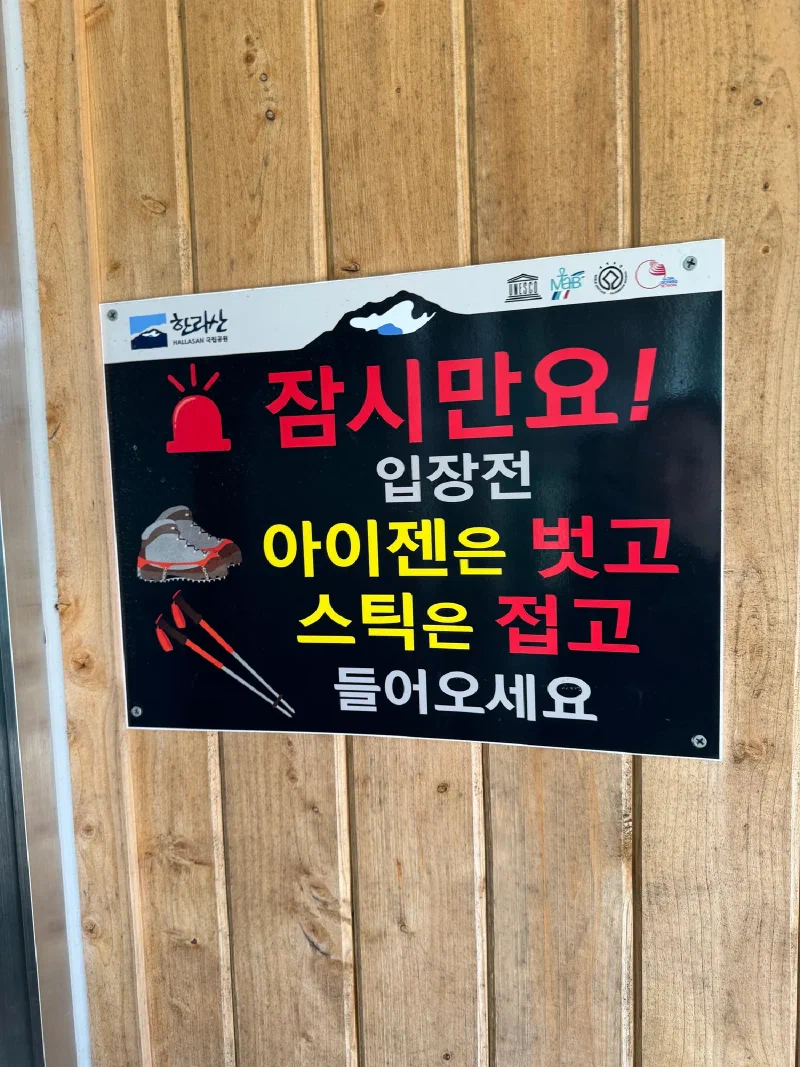 한라산
HALLASAN 국립공원
UNESCO
MaB
잠시만요!
입장전
아이젠은 벗고
스틱은 접고
들어오세요